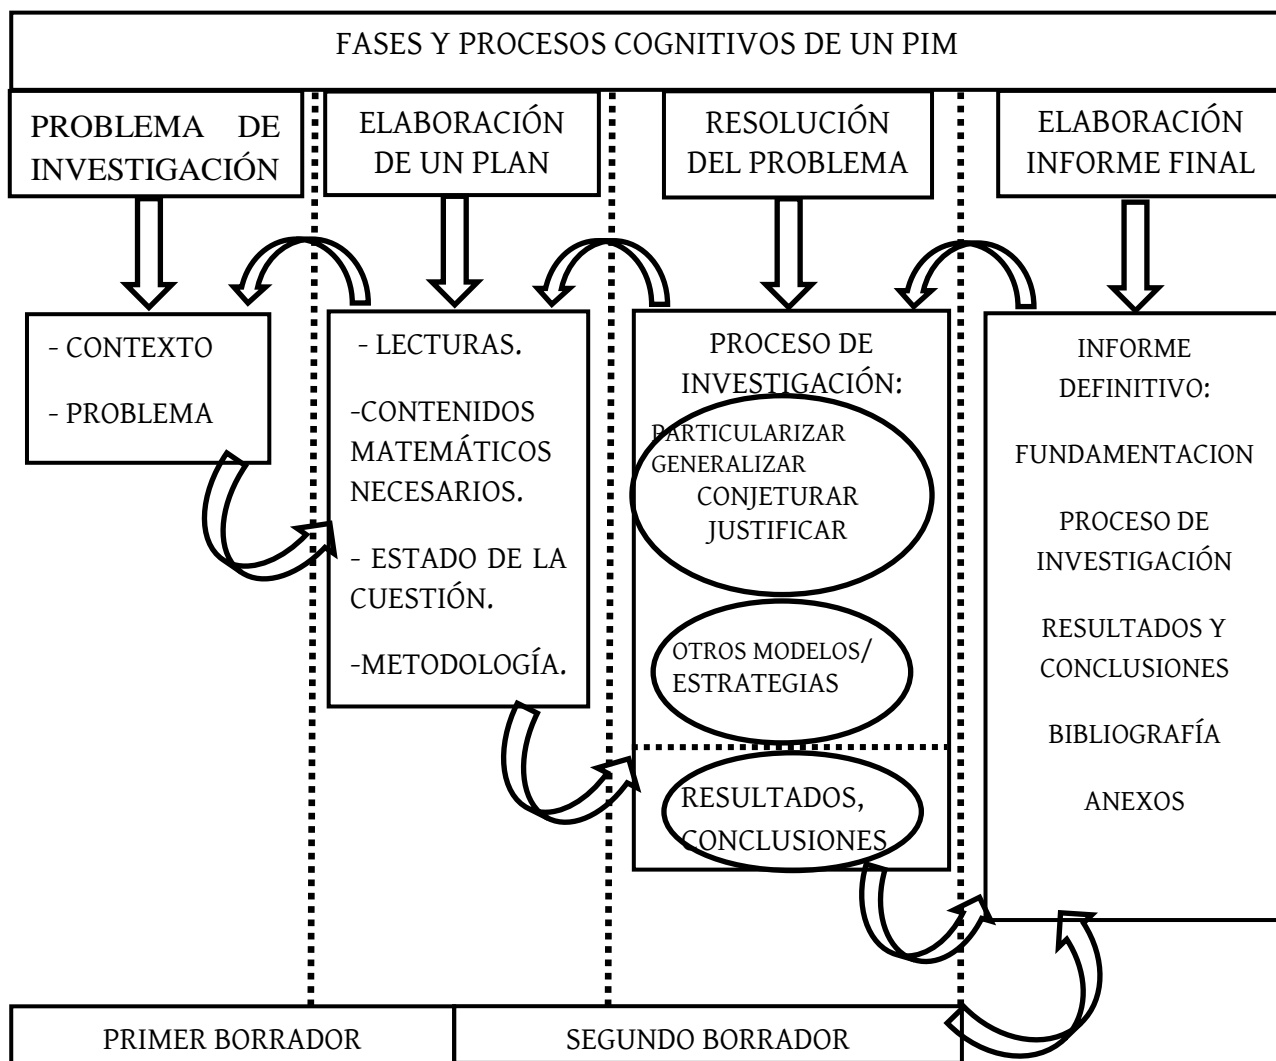 FASES Y PROCESOS COGNITIVOS DE UN PIM
PROBLEMA DE
INVESTIGACIÓN
ELABORACIÓN
DE UN PLAN
RESOLUCIÓN
DEL PROBLEMA
ELABORACIÓN
INFORME FINAL
- CONTEXTO
- PROBLEMA
- LECTURAS.
-CONTENIDOS
MATEMÁTICOS
NECESARIOS.
- ESTADO DE LA
CUESTIÓN.
-METODOLOGÍA.
PROCESO DE
INVESTIGACIÓN:
PARTICULARIZAR
GENERALIZAR
CONJETURAR
JUSTIFICAR
OTROS MODELOS/
ESTRATEGIAS
RESULTADOS,
CONCLUSIONES
INFORME
DEFINITIVO:
FUNDAMENTACION
PROCESO DE
INVESTIGACIÓN
RESULTADOS Y
CONCLUSIONES
BIBLIOGRAFÍA
ANEXOS
PRIMER BORRADOR
SEGUNDO BORRADOR